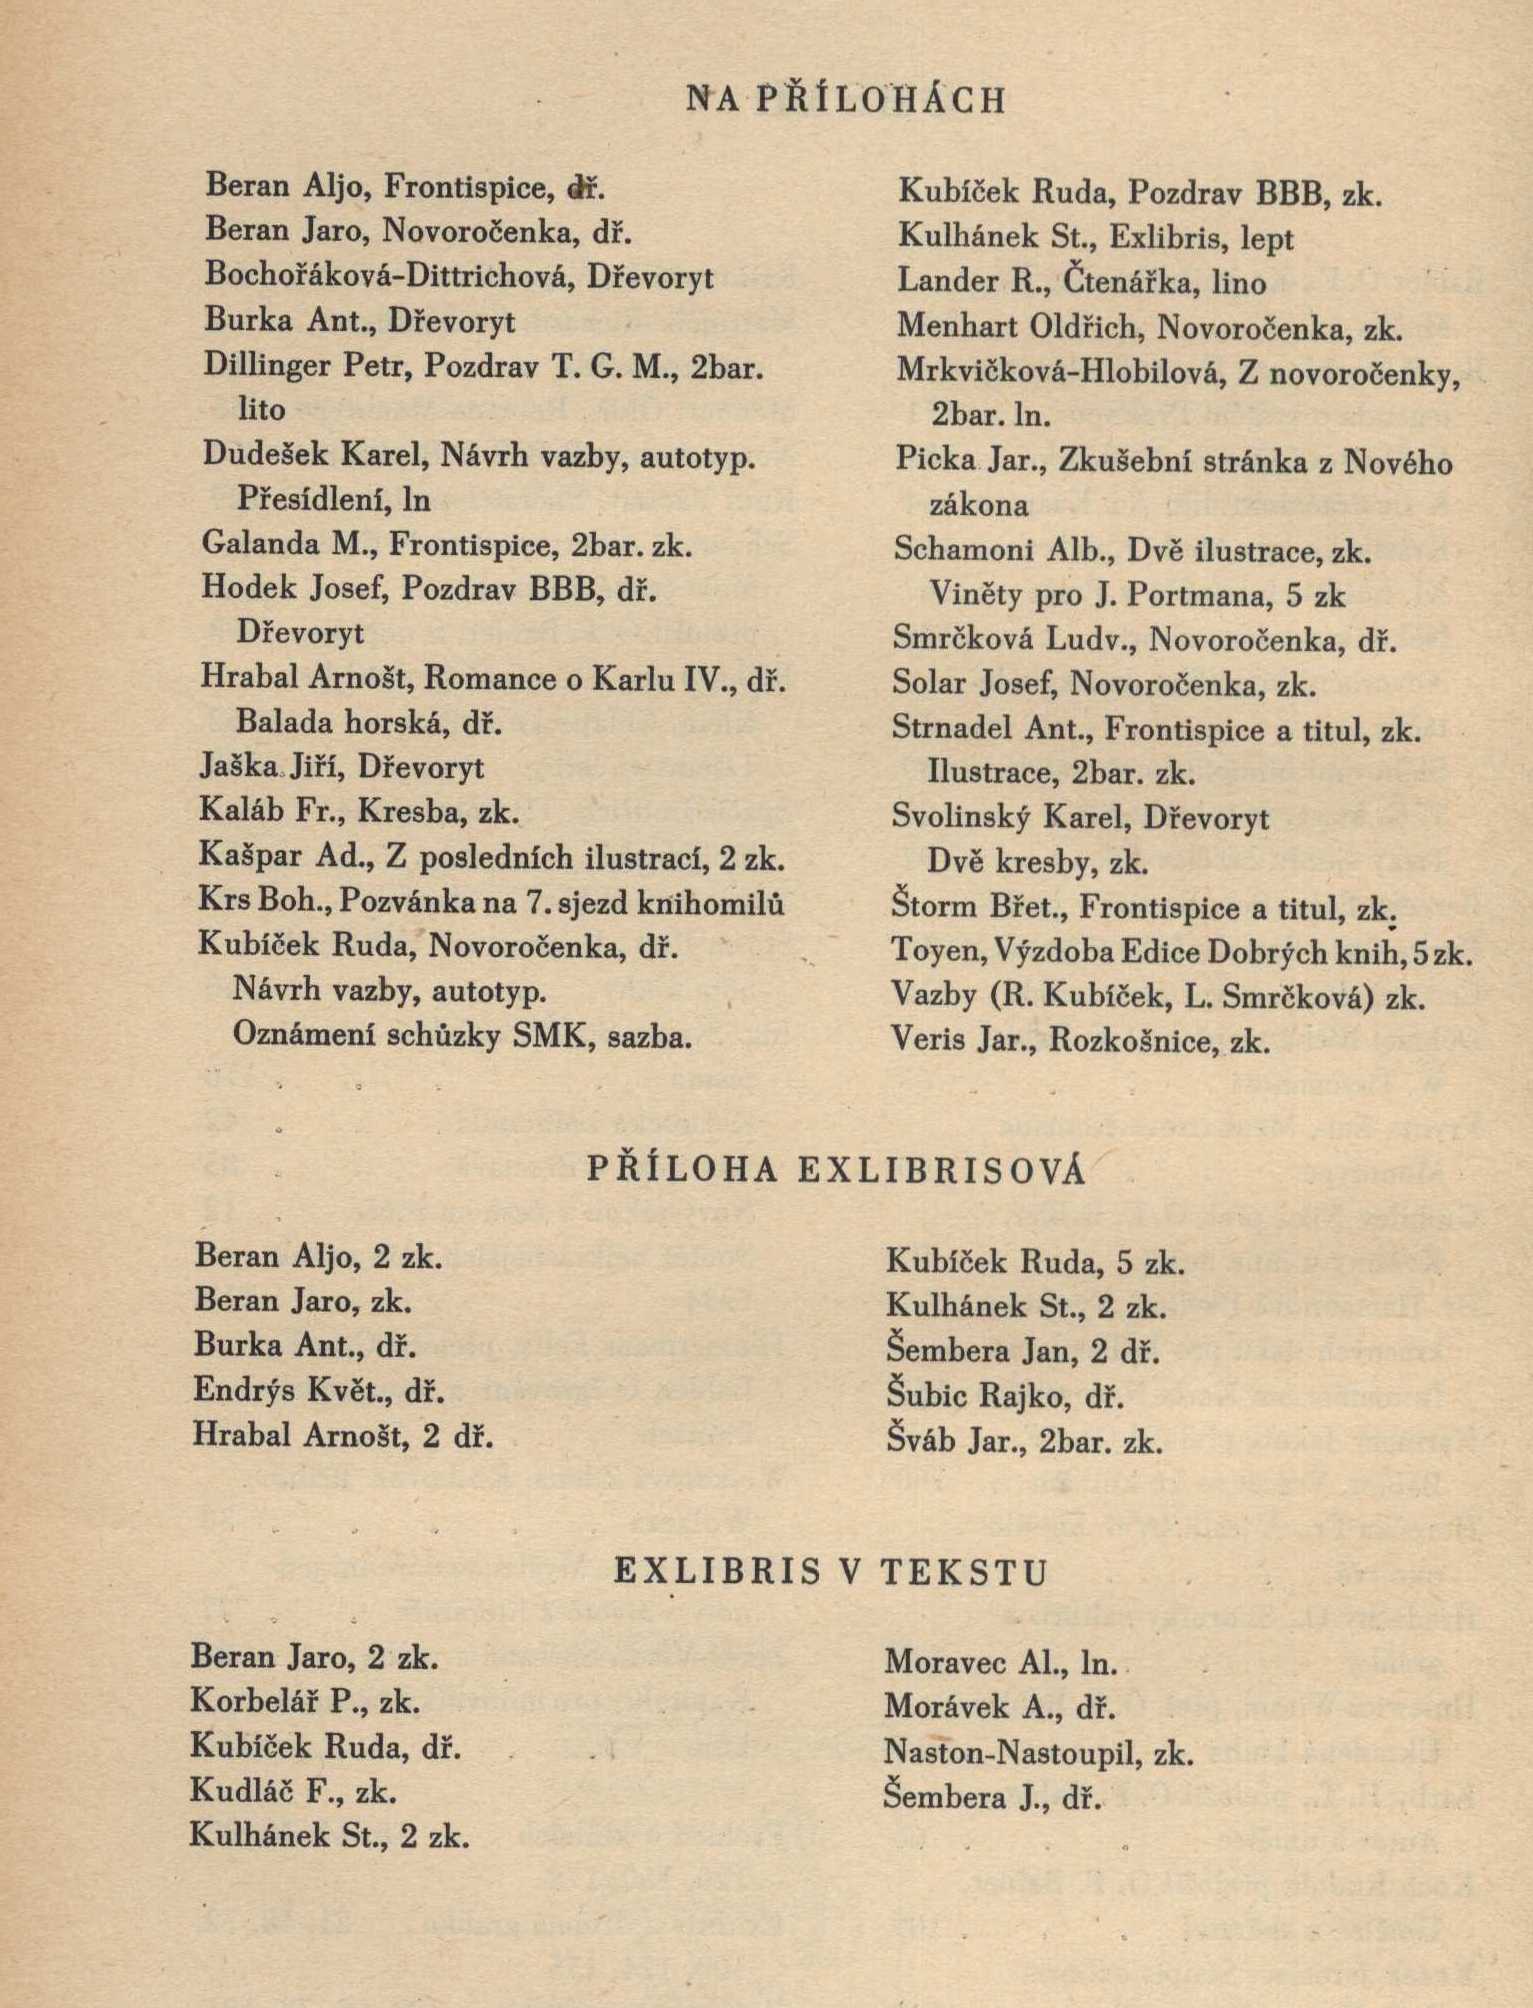 NA PŘÍLOHÁCH
Beran Aljo, Frontispice, dř.
Beran Jaro, Novoročenka, dř.
Bochořáková-Dittrichová, Dřevoryt
Burka Ant., Dřevoryt
Dillinger Petr, Pozdrav T. G. M., 2bar.
lito
Dudešek Karel, Návrh vazby, autotyp.
Přesídlení, ln
Galanda M., Frontispice, 2bar. zk.
Hodek Josef, Pozdrav BBB, dř.
Dřevoryt
Hrabal Arnošt, Romance o Karlu IV., dř.
Balada horská, dř.
Jaška Jiří, Dřevoryt
Kaláb Fr., Kresba, zk.
Kašpar Ad., Z posledních ilustrací, 2 zk.
Krs Boh., Pozvánka na 7. sjezd knihomilů
Kubíček Ruda, Novoročenka, dř.
Návrh vazby, autotyp.
Oznámení schůzky SMK, sazba.
Kubíček Ruda, Pozdrav BBB, zk.
Kulhánek St., Exlibris, lept
Lander R., Čtenářka, lino
Menhart Oldřich, Novoročenka, zk.
Mrkvičková-Hlobilová, Z novoročenky,
2bar. ln.
Picka Jar., Zkušební stránka z Nového
zákona
Schamoni Alb., Dvě ilustrace, zk.
Viněty pro J. Portmana, 5 zk
Smrčková Ludv., Novoročenka, dř.
Solar Josef, Novoročenka, zk.
Strnadel Ant., Frontispice a titul, zk.
Ilustrace, 2bar. zk.
Svolinský Karel, Dřevoryt
Dvě kresby, zk.
Štorm Břet., Frontispice a titul, zk.
Toyen, Výzdoba Edice Dobrých knih, 5 zk.
Vazby (R. Kubíček, L. Smrčková) zk.
Veris Jar., Rozkošnice, zk.
PŘÍLOHA EXLIBRISOVÁ
Beran Aljo, 2 zk.
Beran Jaro, zk.
Burka Ant., dř.
Endrýs Květ., dř.
Hrabal Arnošt, 2 dř.
Kubíček Ruda, 5 zk.
Kulhánek St., 2 zk.
Šembera Jan, 2 dř.
Šubic Rajko, dř.
Šváb Jar., 2bar. zk.
EXLIBRIS V TEKSTU
Beran Jaro, 2 zk.
Korbelář P., zk.
Kubíček Ruda, dř.
Kudláč F., zk.
Kulhánek St., 2 zk.
Moravec Al., ln.
Morávek A., dř.
Naston-Nastoupil, zk.
Šembera J., dř.